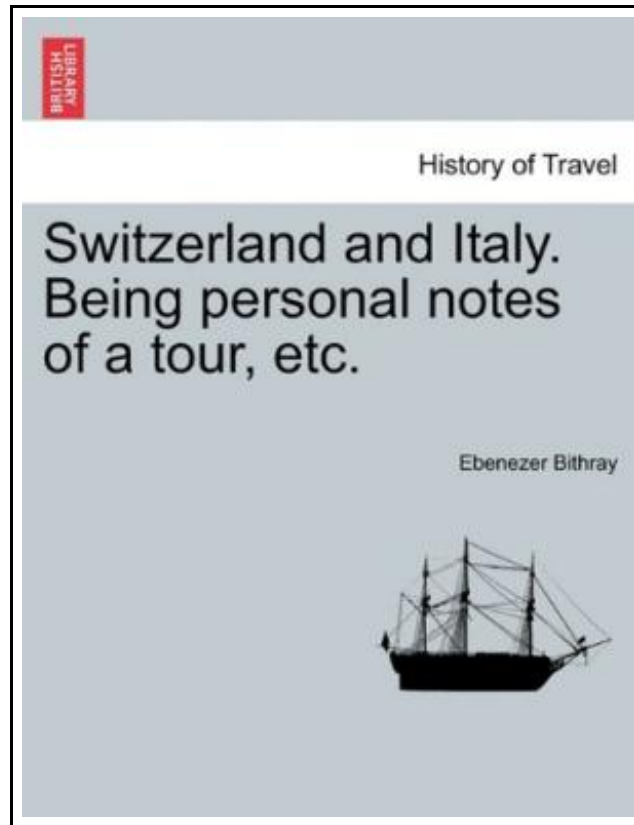 BRITISH
LIBRARY
History of Travel
Switzerland and Italy.
Being personal notes
of a tour, etc.
Ebenezer Bithray